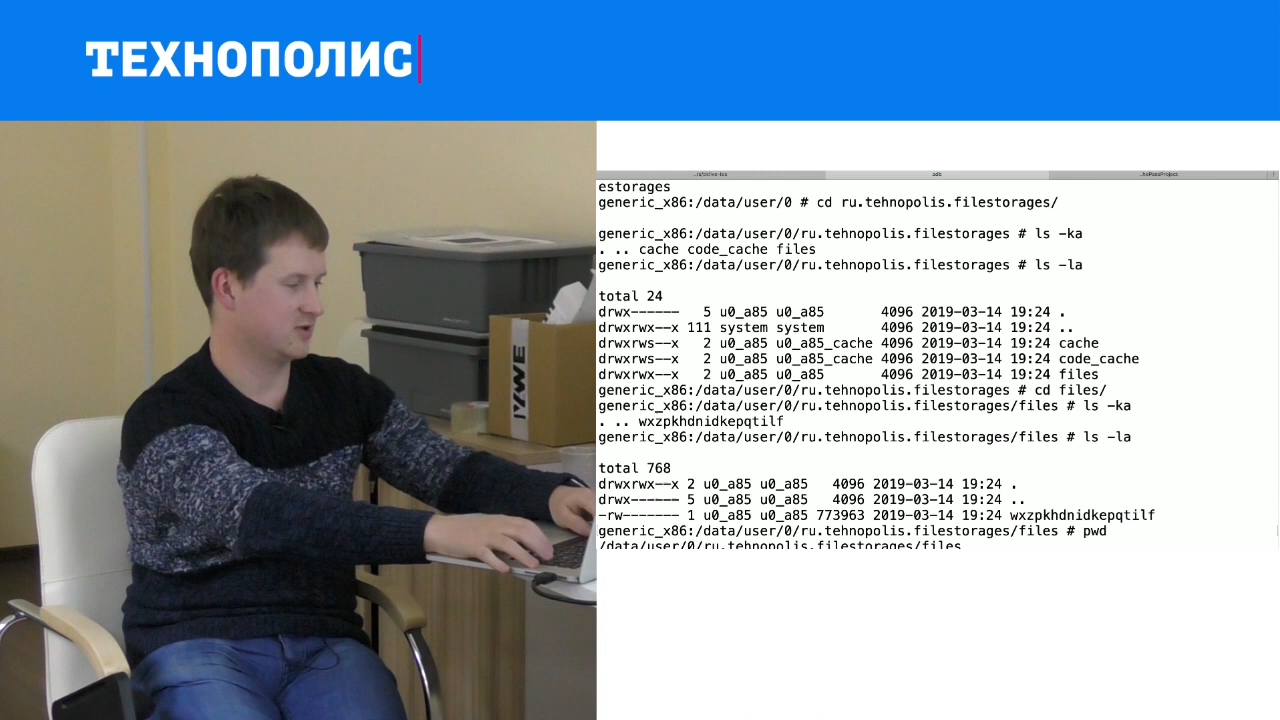 ТЕХНОПОЛИС
adb
estorages
generic_x86:/data/user/0 # cd ru.tehnopolis.filestorages/
generic_x86:/data/user/0/ru.tehnopolis.filestorages # ls -ka
. .. cache code_cache files
generic_x86:/data/user/0/ru.tehnopolis.filestorages # ls -la
total 24
drwx------ 5 u0_a85 u0_a85 4096 2019-03-14 19:24 .
drwxrwx--x 111 system system 4096 2019-03-14 19:24 ..
drwxrws--x 2 u0_a85 u0_a85_cache 4096 2019-03-14 19:24 cache
drwxrws--x 2 u0_a85 u0_a85_cache 4096 2019-03-14 19:24 code_cache
drwxrwx--x 2 u0_a85 u0_a85 4096 2019-03-14 19:24 files
generic_x86:/data/user/0/ru.tehnopolis.filestorages # cd files/
generic_x86:/data/user/0/ru.tehnopolis.filestorages/files # ls -ka
. .. wxzpkhdnidkepqtilf
generic_x86:/data/user/0/ru.tehnopolis.filestorages/files # ls -la
total 768
drwxrwx--x 2 u0_a85 u0_a85 4096 2019-03-14 19:24 .
drwx------ 5 u0_a85 u0_a85 4096 2019-03-14 19:24 ..
-rw------- 1 u0_a85 u0_a85 773963 2019-03-14 19:24 wxzpkhdnidkepqtilf
generic_x86:/data/user/0/ru.tehnopolis.filestorages/files # pwd
/data/user/0/ru.tehnopolis.filestorages/files